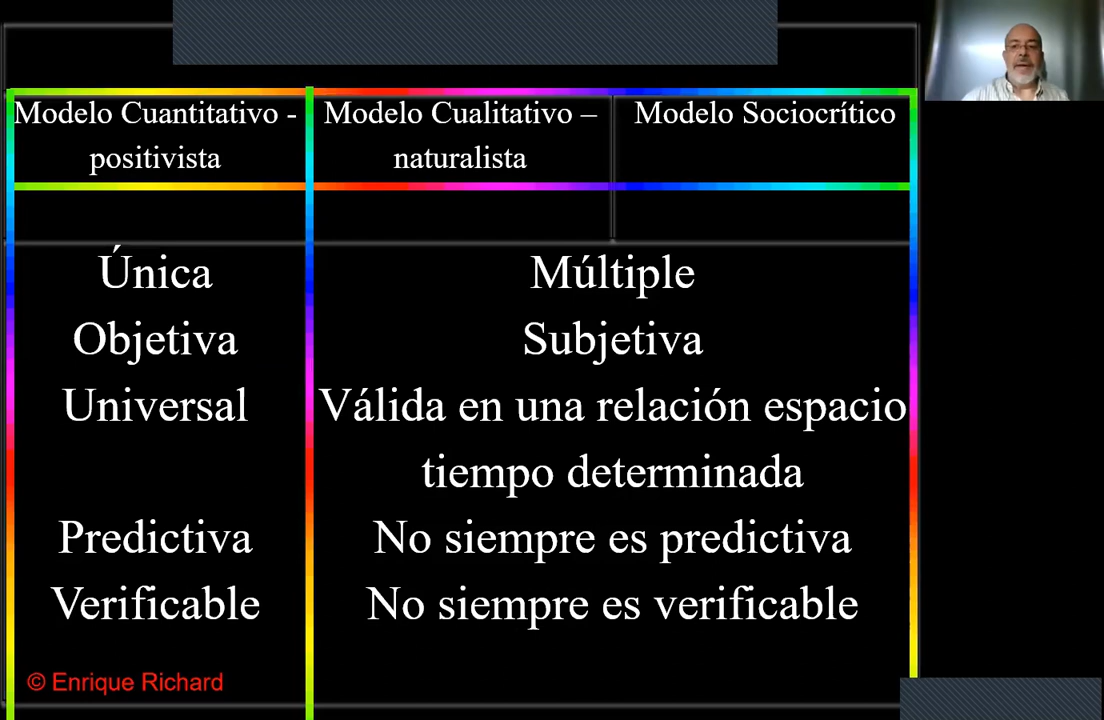 Modelo Cuantitativo -
positivista
Modelo Cualitativo –
naturalista
Modelo Sociocrítico
Única
Múltiple
Objetiva
Subjetiva
Universal
Válida en una relación espacio
tiempo determinada
Predictiva
No siempre es predictiva
Verificable
No siempre es verificable
© Enrique Richard